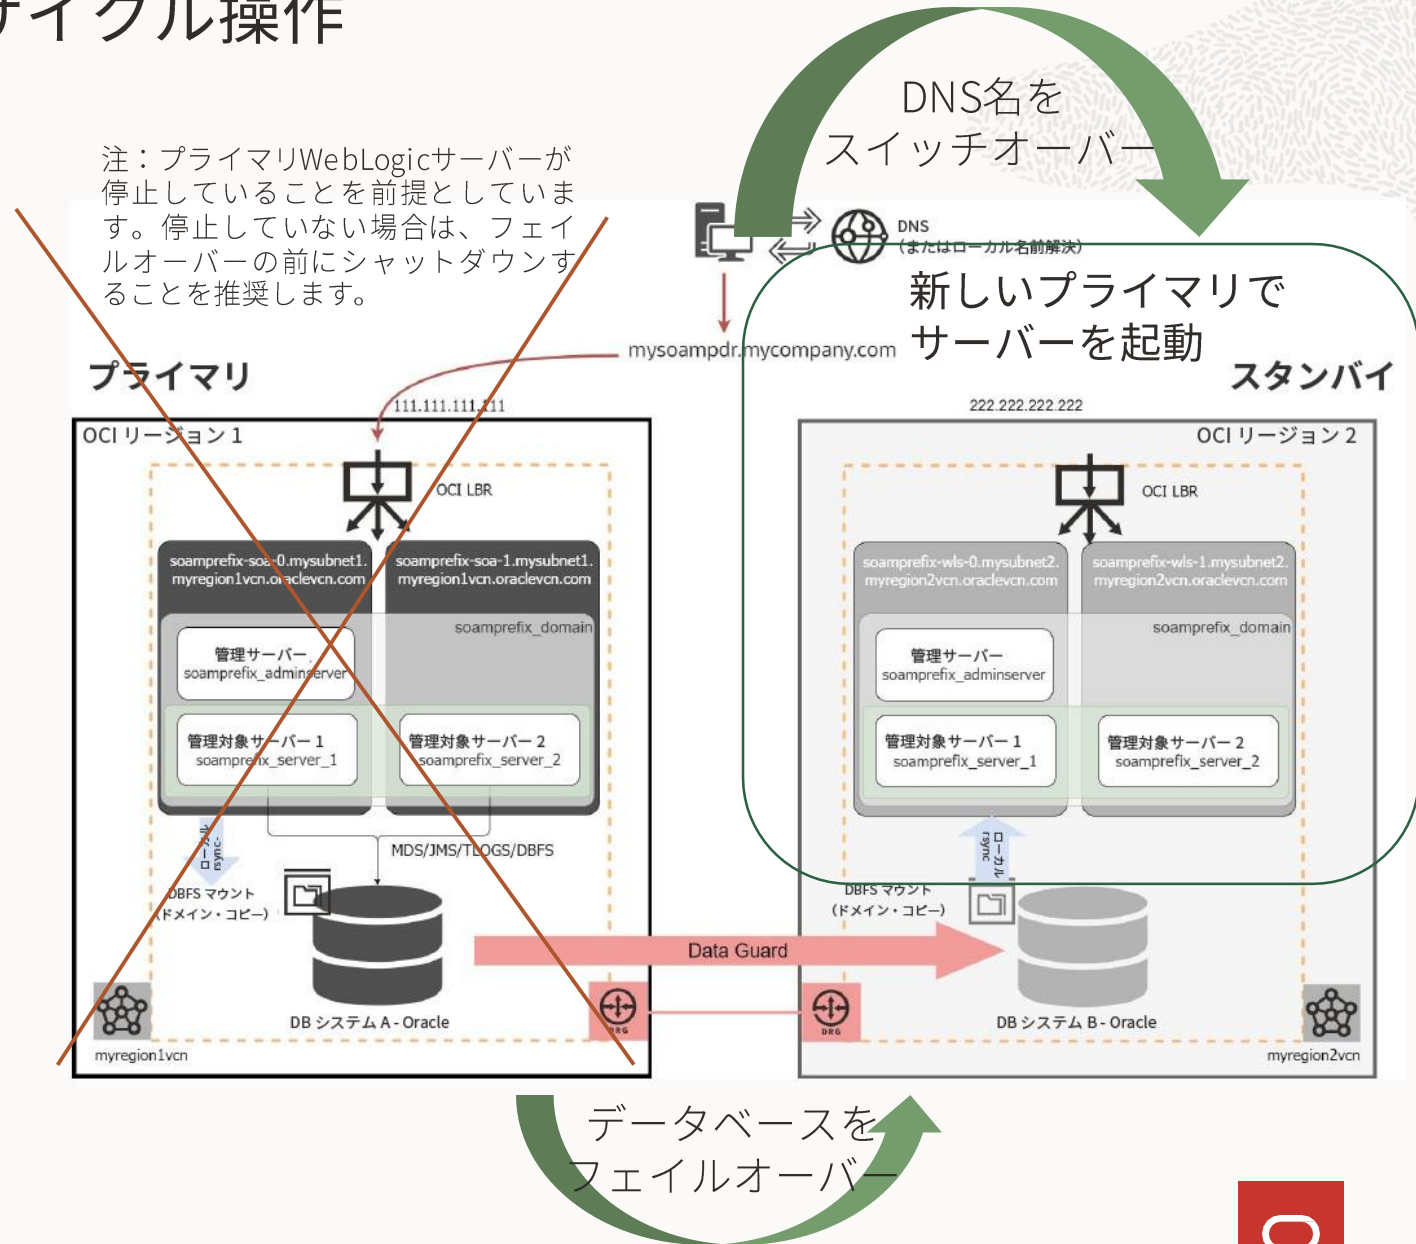 サイクル操作
DNS名を
スイッチオーバー
注：プライマリWebLogicサーバーが
停止していることを前提としていま
す。停止していない場合は、フェイ
ルオーバーの前にシャットダウンす
ることを推奨します。
DNS
（またはローカル名前解決）
新しいプライマリで
サーバーを起動
mysoampdr.mycompany.com
プライマリ
スタンバイ
111.111.111.111
222.222.222.222
OCI リージョン 1
OCI LBR
soamprefix-soa-0.mysubnet1.
myregion1vcn.oraclevcn.com
soamprefix-soa-1.mysubnet1.
myregion1vcn.oraclevcn.com
soamprefix_domain
管理サーバー
soamprefix_adminserver
管理対象サーバー 1
soamprefix_server_1
管理対象サーバー 2
soamprefix_server_2
ローカル
rsync-
MDS/JMS/TLOGS/DBFS
DBFS マウント
（ドメイン・コピー）
DB システム A - Oracle
DRG
myregion1vcn
Data Guard
OCI リージョン 2
OCI LBR
soamprefix-wls-0.mysubnet2.
myregion2vcn.oraclevcn.com
soamprefix-wls-1.mysubnet2.
myregion2vcn.oraclevcn.com
soamprefix_domain
管理サーバー
soamprefix_adminserver
管理対象サーバー 1
soamprefix_server_1
管理対象サーバー 2
soamprefix_server_2
ローカル
rsync
DBFS マウント
（ドメイン・コピー）
DB システム B - Oracle
DRG
myregion2vcn
データベースを
フェイルオーバー